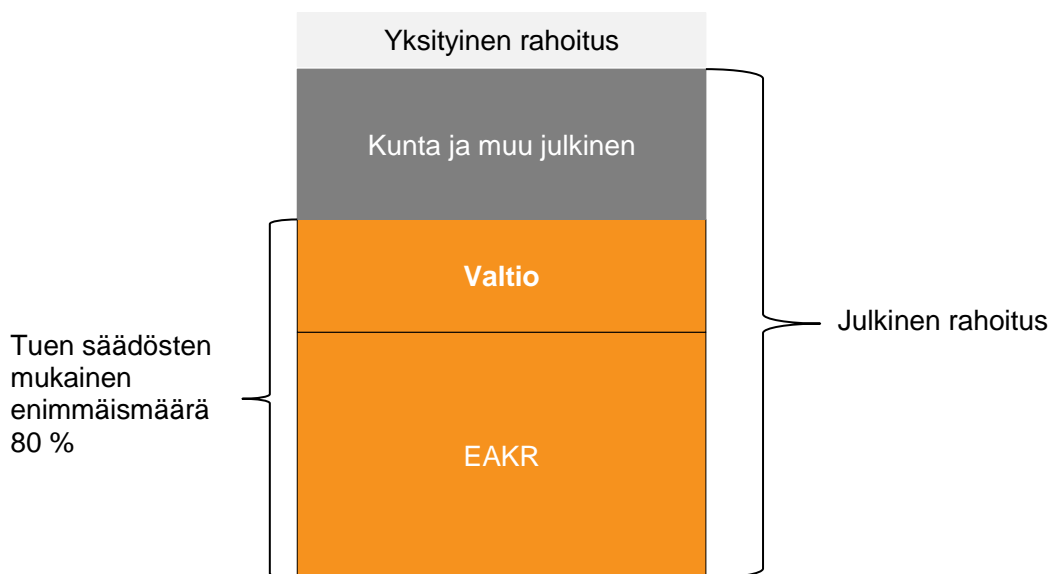 Yksityinen rahoitus
Kunta ja muu julkinen
Valtio
Julkinen rahoitus
Tuen säädösten
mukainen
enimmäismäärä
80 %
EAKR